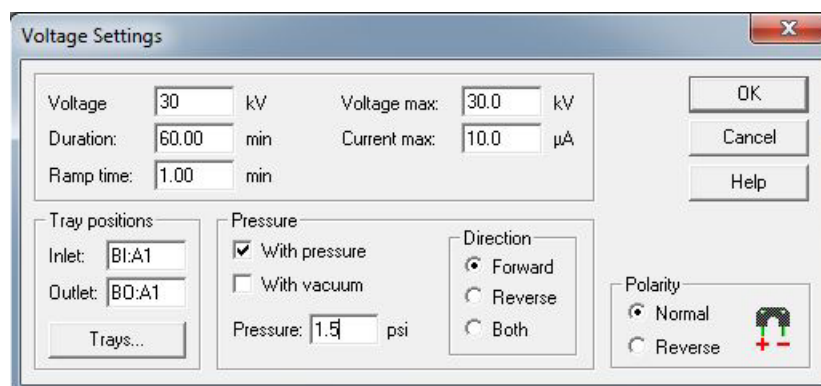 Voltage Settings
Voltage 30 kV Voltage max: 30.0 kV
Duration: 60.00 min Current max: 10.0 µA
Ramp time: 1.00 min
OK
Cancel
Help
Tray positions
Inlet: BI:A1
Outlet: BO:A1
Trays...
Pressure
With pressure
With vacuum
Pressure: 1.5 psi
Direction
Forward
Reverse
Both
Polarity
Normal
Reverse
+ −